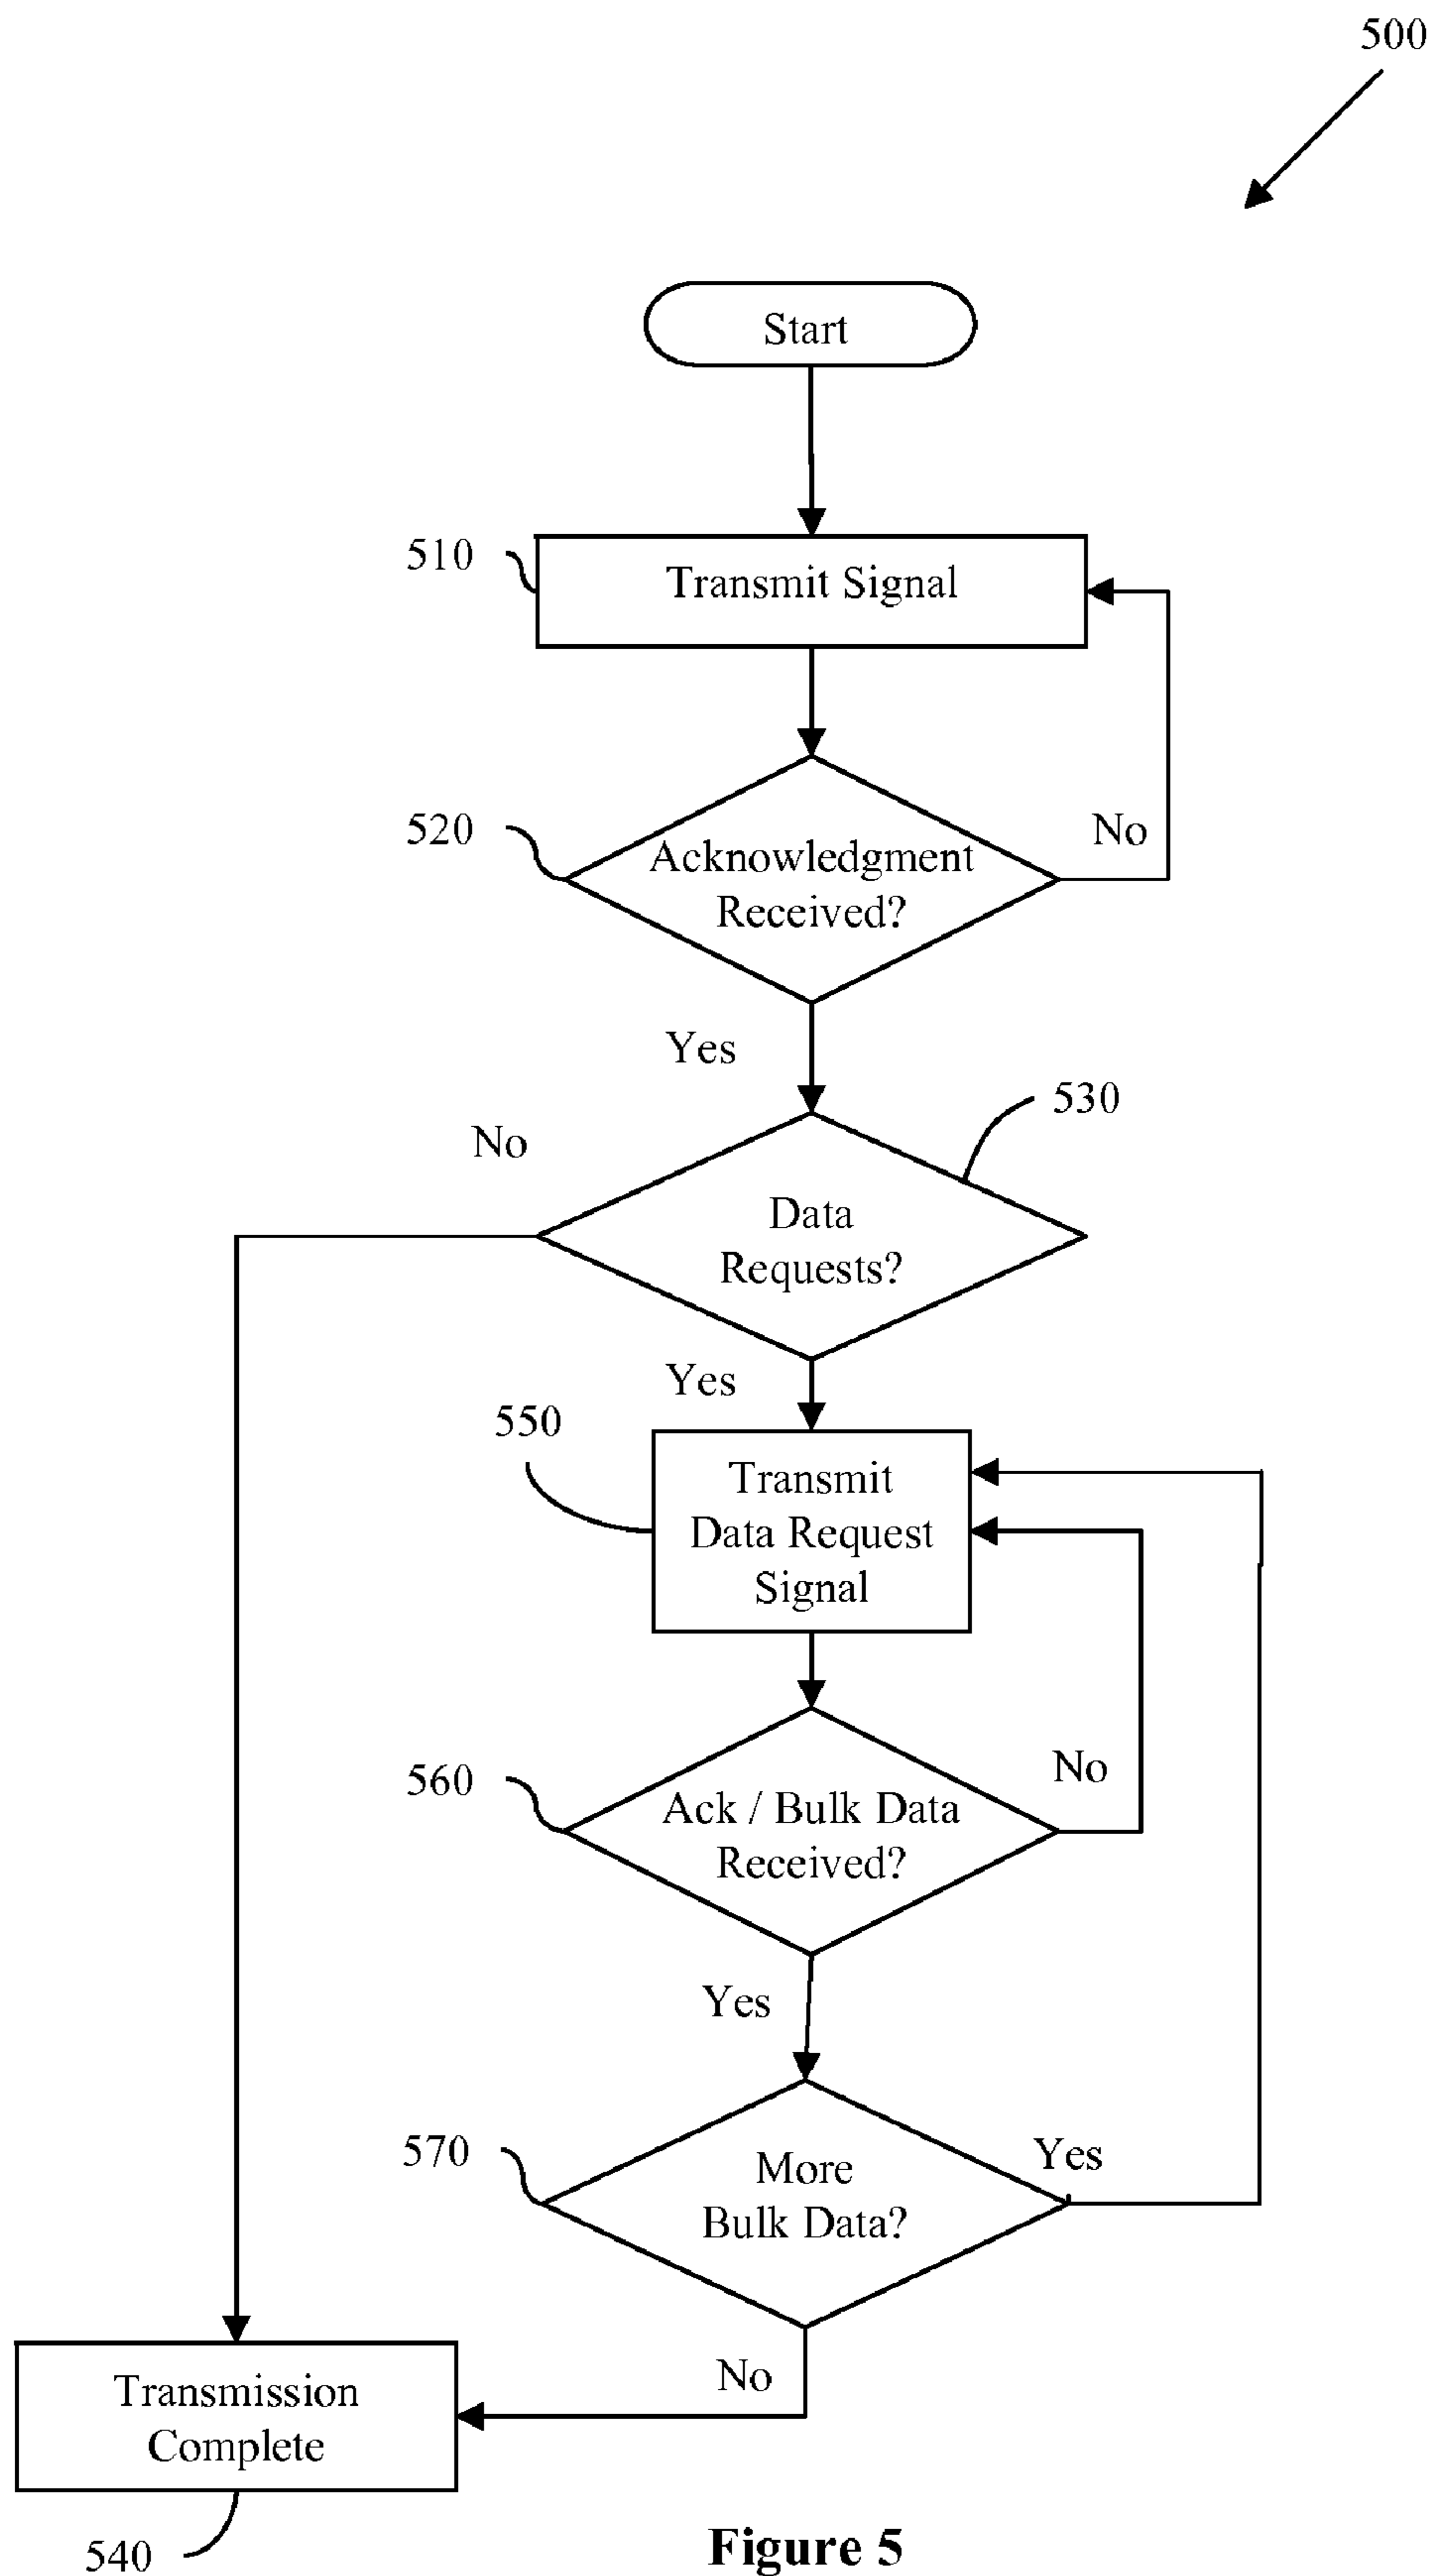 500
Start
510
Transmit Signal
520
Acknowledgment
Received?
No
Yes
530
No
Data
Requests?
Yes
550
Transmit
Data Request
Signal
560
Ack / Bulk Data
Received?
No
Yes
570
More
Bulk Data?
Yes
No
Transmission
Complete
540
Figure 5